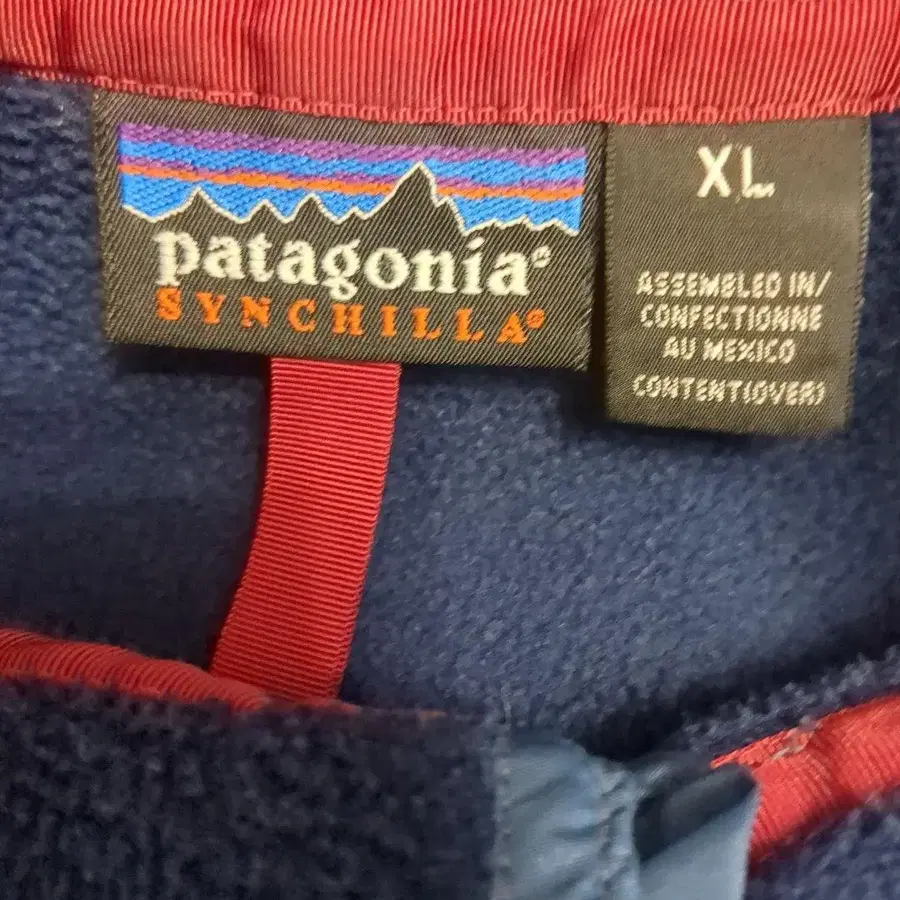 patagonia®
SYNCHILLA®
XL
ASSEMBLED IN/
CONFECTIONNE
AU MEXICO
CONTENT(OVER)